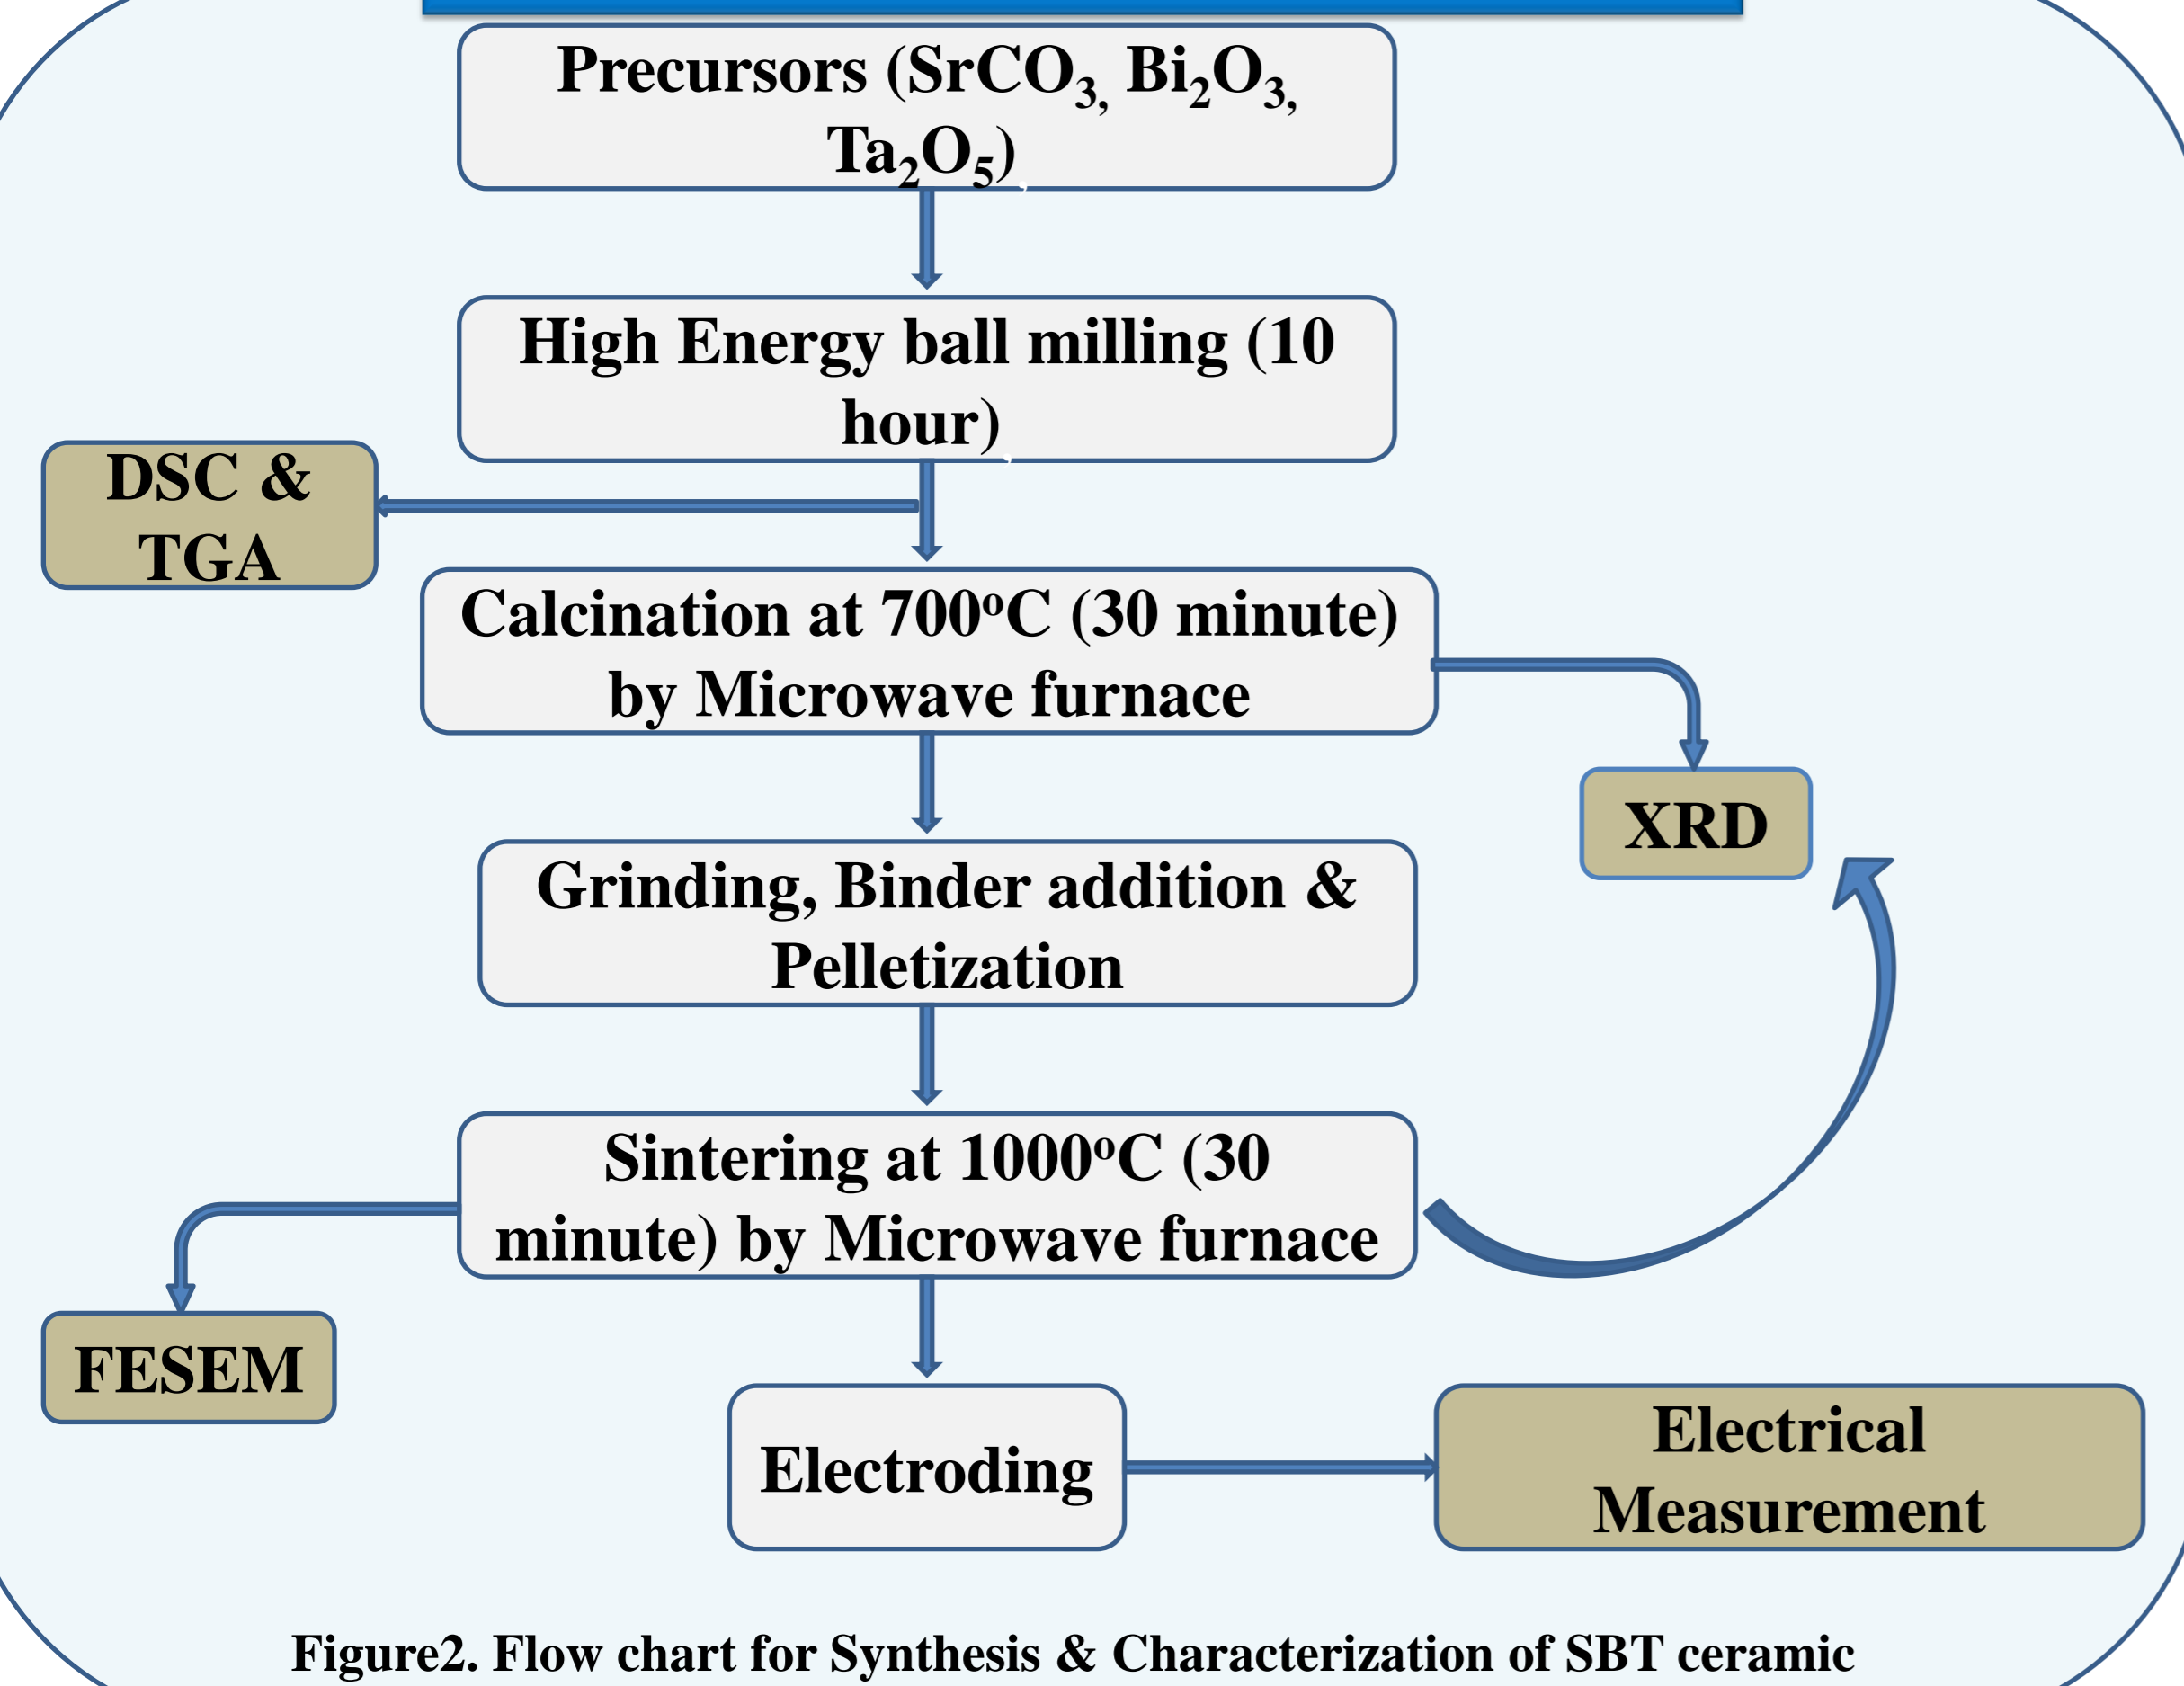 Precursors (SrCO₃, Bi₂O₃,
Ta₂O₅),
High Energy ball milling (10
hour),
DSC &
TGA
Calcination at 700ᵒC (30 minute)
by Microwave furnace
XRD
Grinding, Binder addition &
Pelletization
Sintering at 1000ᵒC (30
minute) by Microwave furnace
FESEM
Electroding
Electrical
Measurement
Figure2. Flow chart for Synthesis & Characterization of SBT ceramic